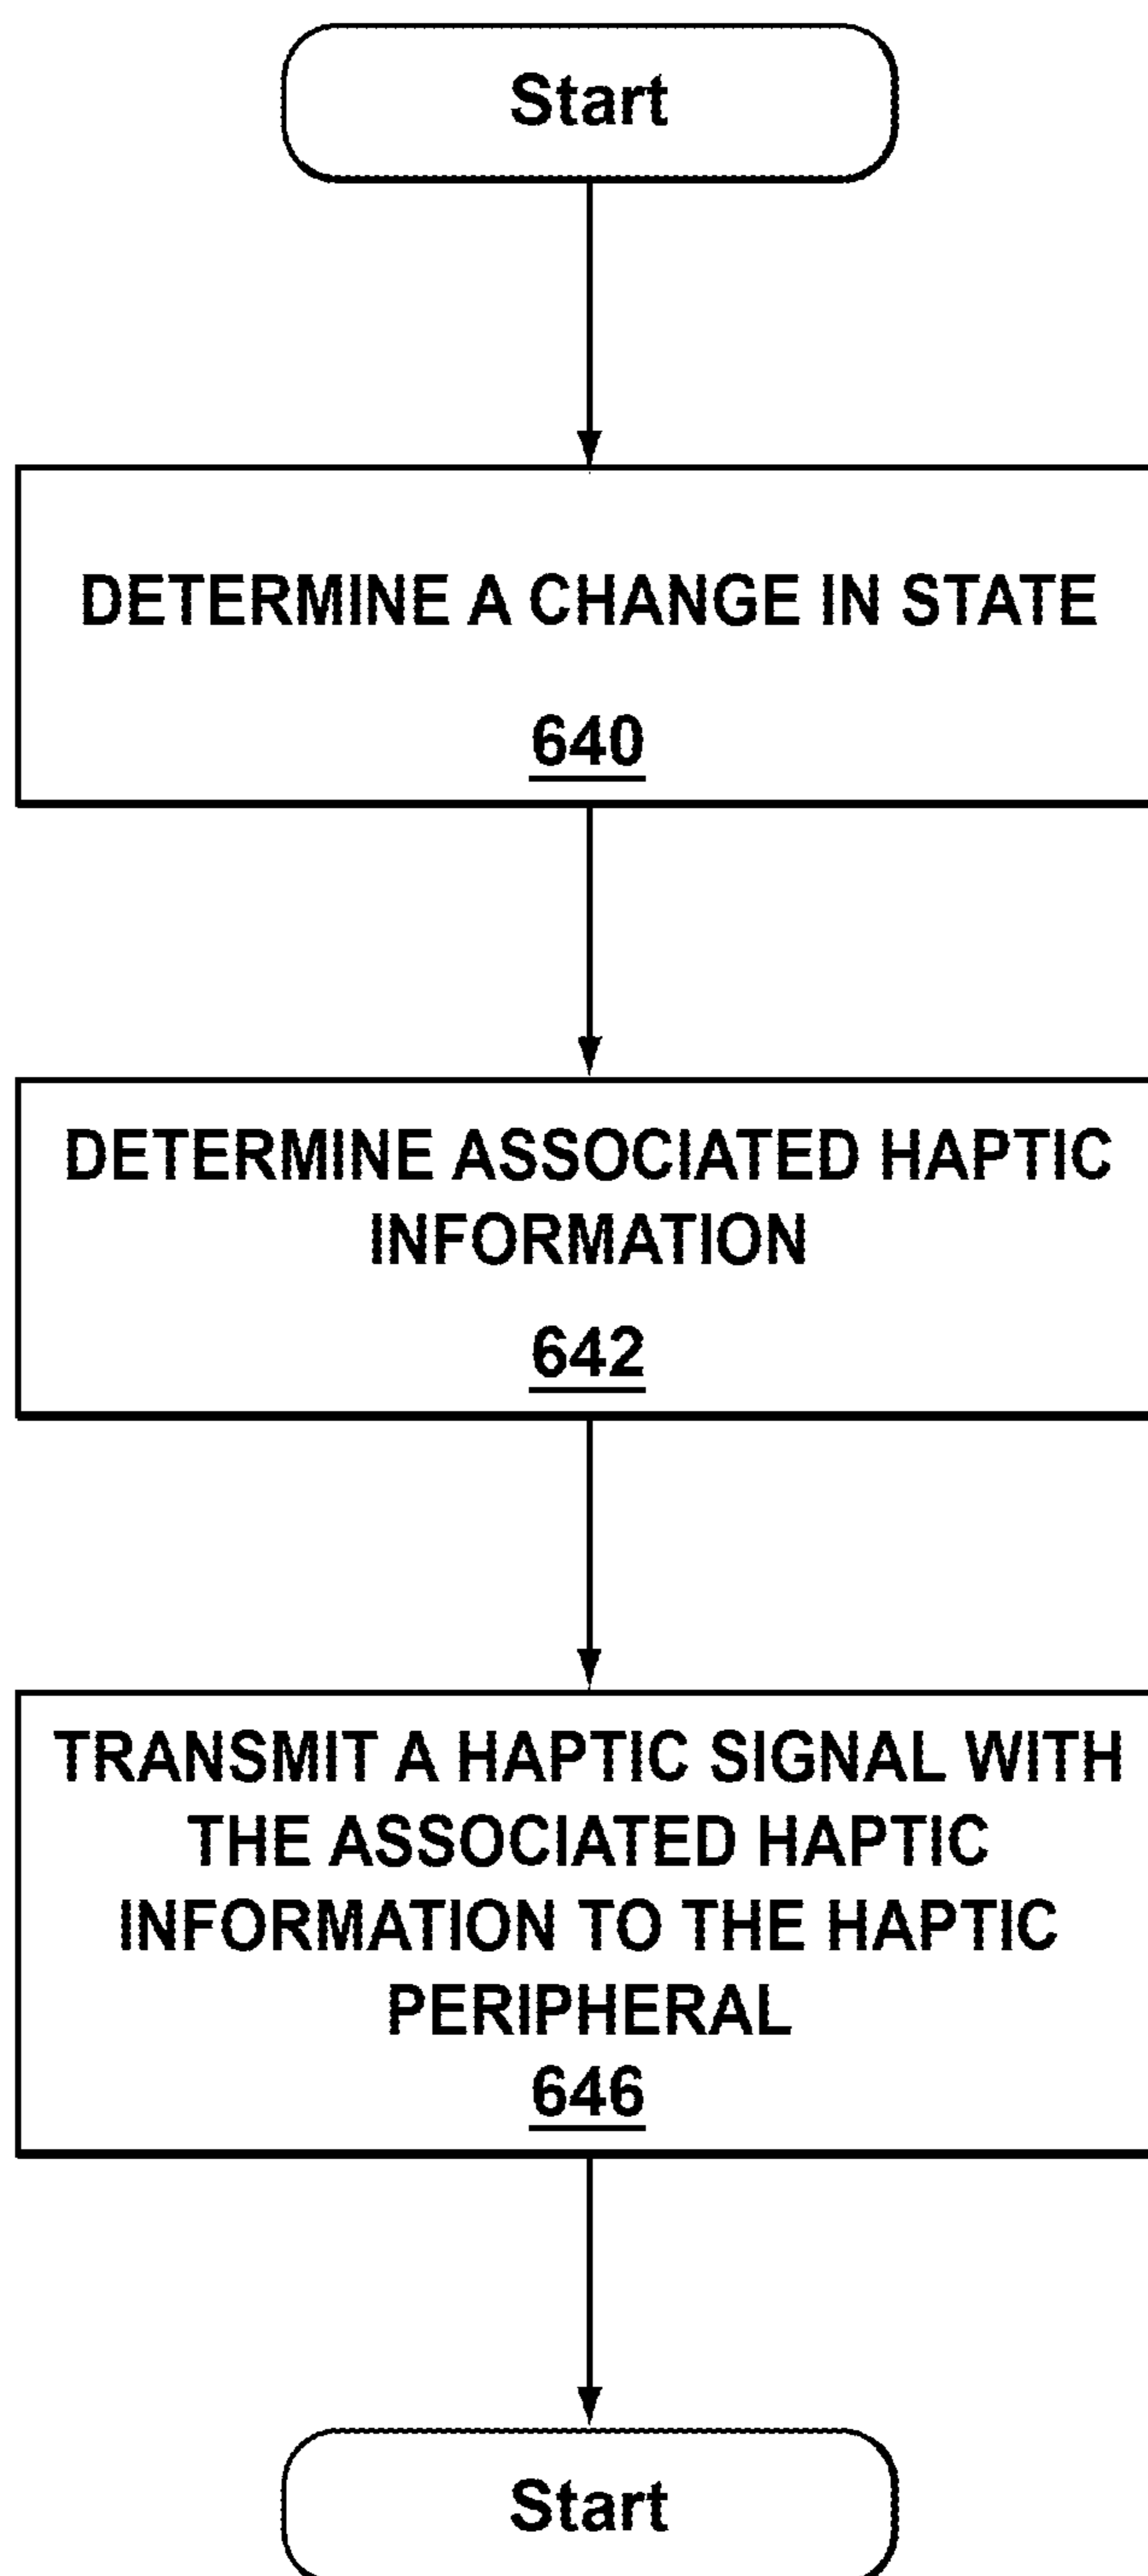 Start
DETERMINE A CHANGE IN STATE
640
DETERMINE ASSOCIATED HAPTIC
INFORMATION
642
TRANSMIT A HAPTIC SIGNAL WITH
THE ASSOCIATED HAPTIC
INFORMATION TO THE HAPTIC
PERIPHERAL
646
Start